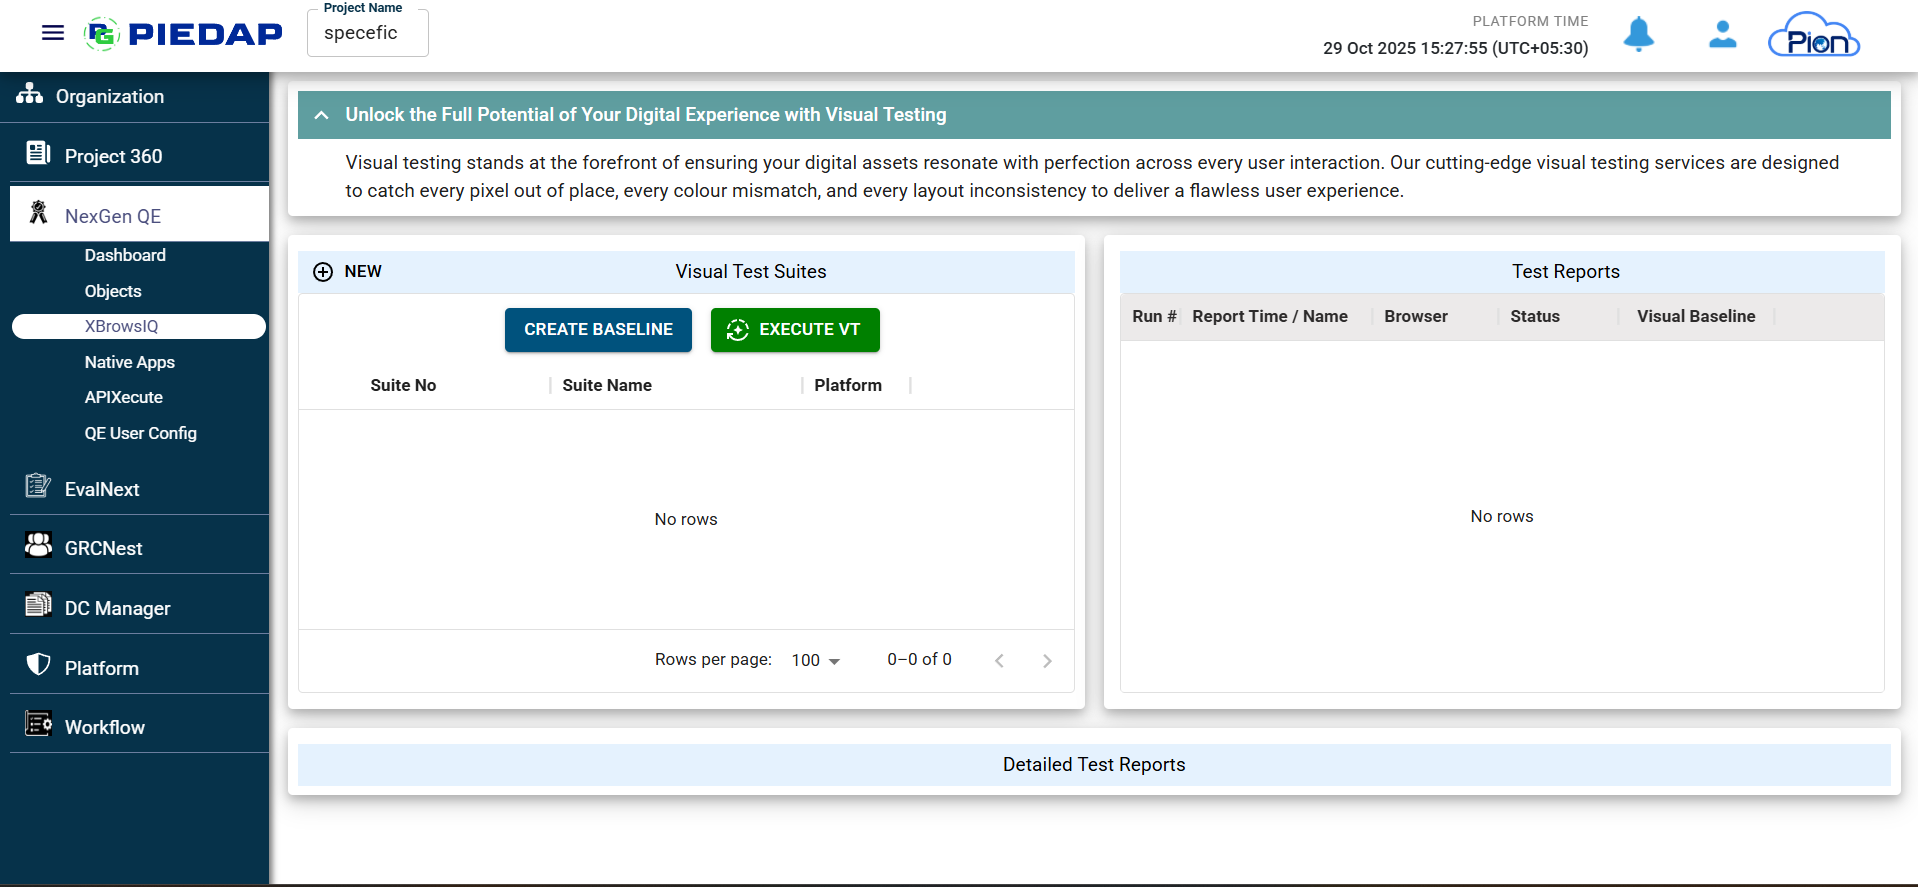 PG PIEDAP
Project Name
specefic
PLATFORM TIME
29 Oct 2025 15:27:55 (UTC+05:30)
Pion
Organization
Project 360
NexGen QE
Dashboard
Objects
XBrowsIQ
Native Apps
APIXecute
QE User Config
EvalNext
GRCNest
DC Manager
Platform
Workflow
Unlock the Full Potential of Your Digital Experience with Visual Testing
Visual testing stands at the forefront of ensuring your digital assets resonate with perfection across every user interaction. Our cutting-edge visual testing services are designed
to catch every pixel out of place, every colour mismatch, and every layout inconsistency to deliver a flawless user experience.
NEW Visual Test Suites
CREATE BASELINE EXECUTE VT
Suite No Suite Name Platform
No rows
Rows per page: 100 0–0 of 0
Test Reports
Run # Report Time / Name Browser Status Visual Baseline
No rows
Detailed Test Reports